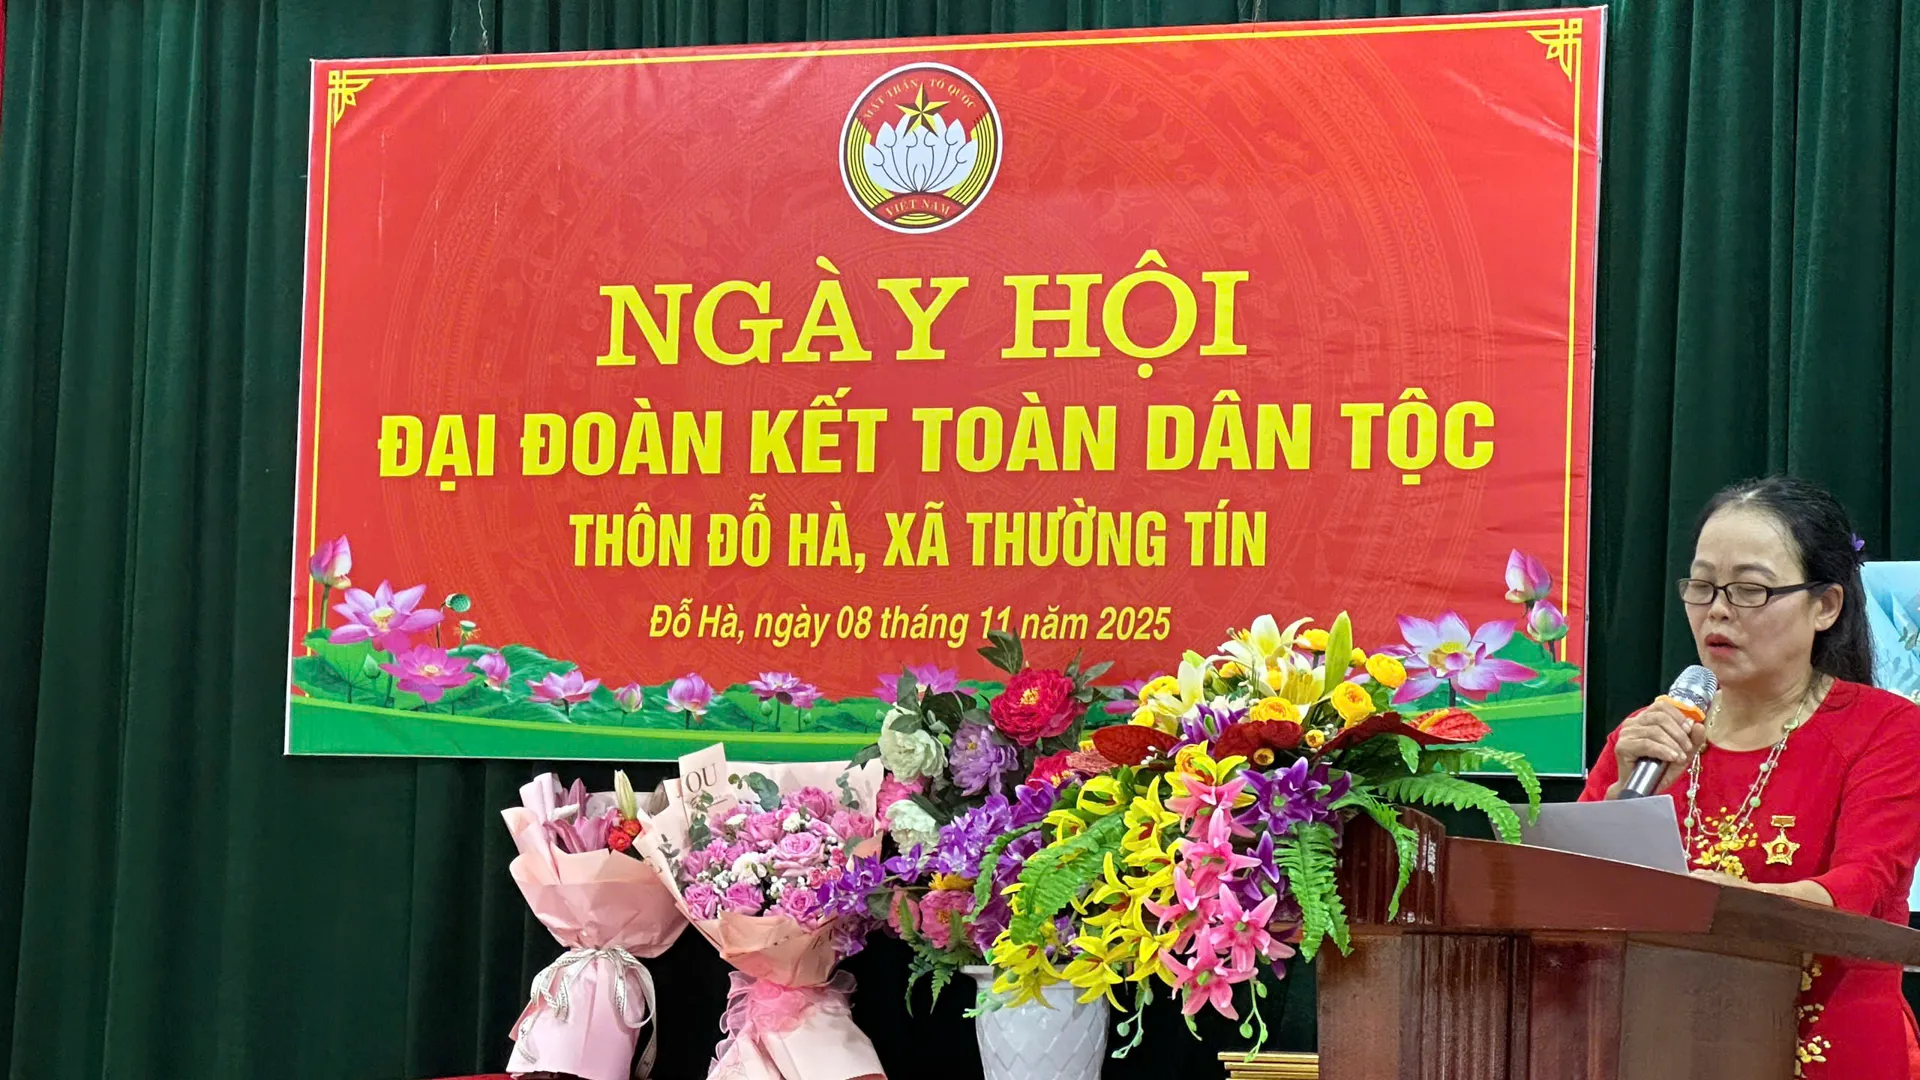 MẶT TRẬN TỔ QUỐC
VIỆT NAM
NGÀY HỘI
ĐẠI ĐOÀN KẾT TOÀN DÂN TỘC
THÔN ĐỖ HÀ, XÃ THƯỜNG TÍN
Đỗ Hà, ngày 08 tháng 11 năm 2025